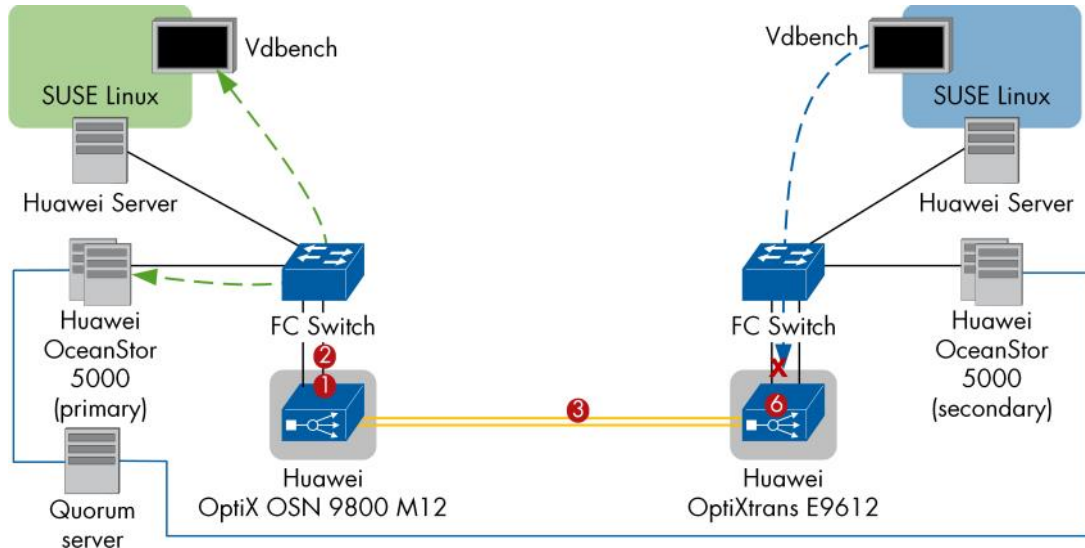 Vdbench
SUSE Linux
Huawei Server
Huawei
OceanStor
5000
(primary)
Quorum
server
FC Switch
2
1
Huawei
OptiX OSN 9800 M12
3
Vdbench
SUSE Linux
Huawei Server
FC Switch
X
6
Huawei
OptiXtrans E9612
Huawei
OceanStor
5000
(secondary)